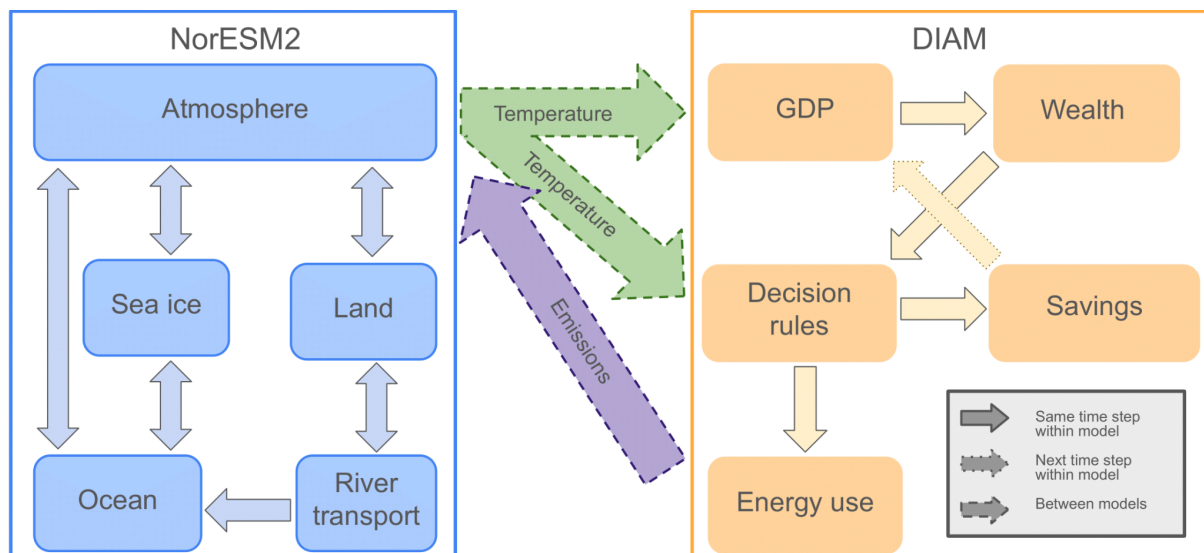 NorESM2
Atmosphere
Sea ice
Land
Ocean
River
transport
Temperature
Temperature
Emissions
DIAM
GDP
Wealth
Decision
rules
Savings
Energy use
Same time step
within model
Next time step
within model
Between models